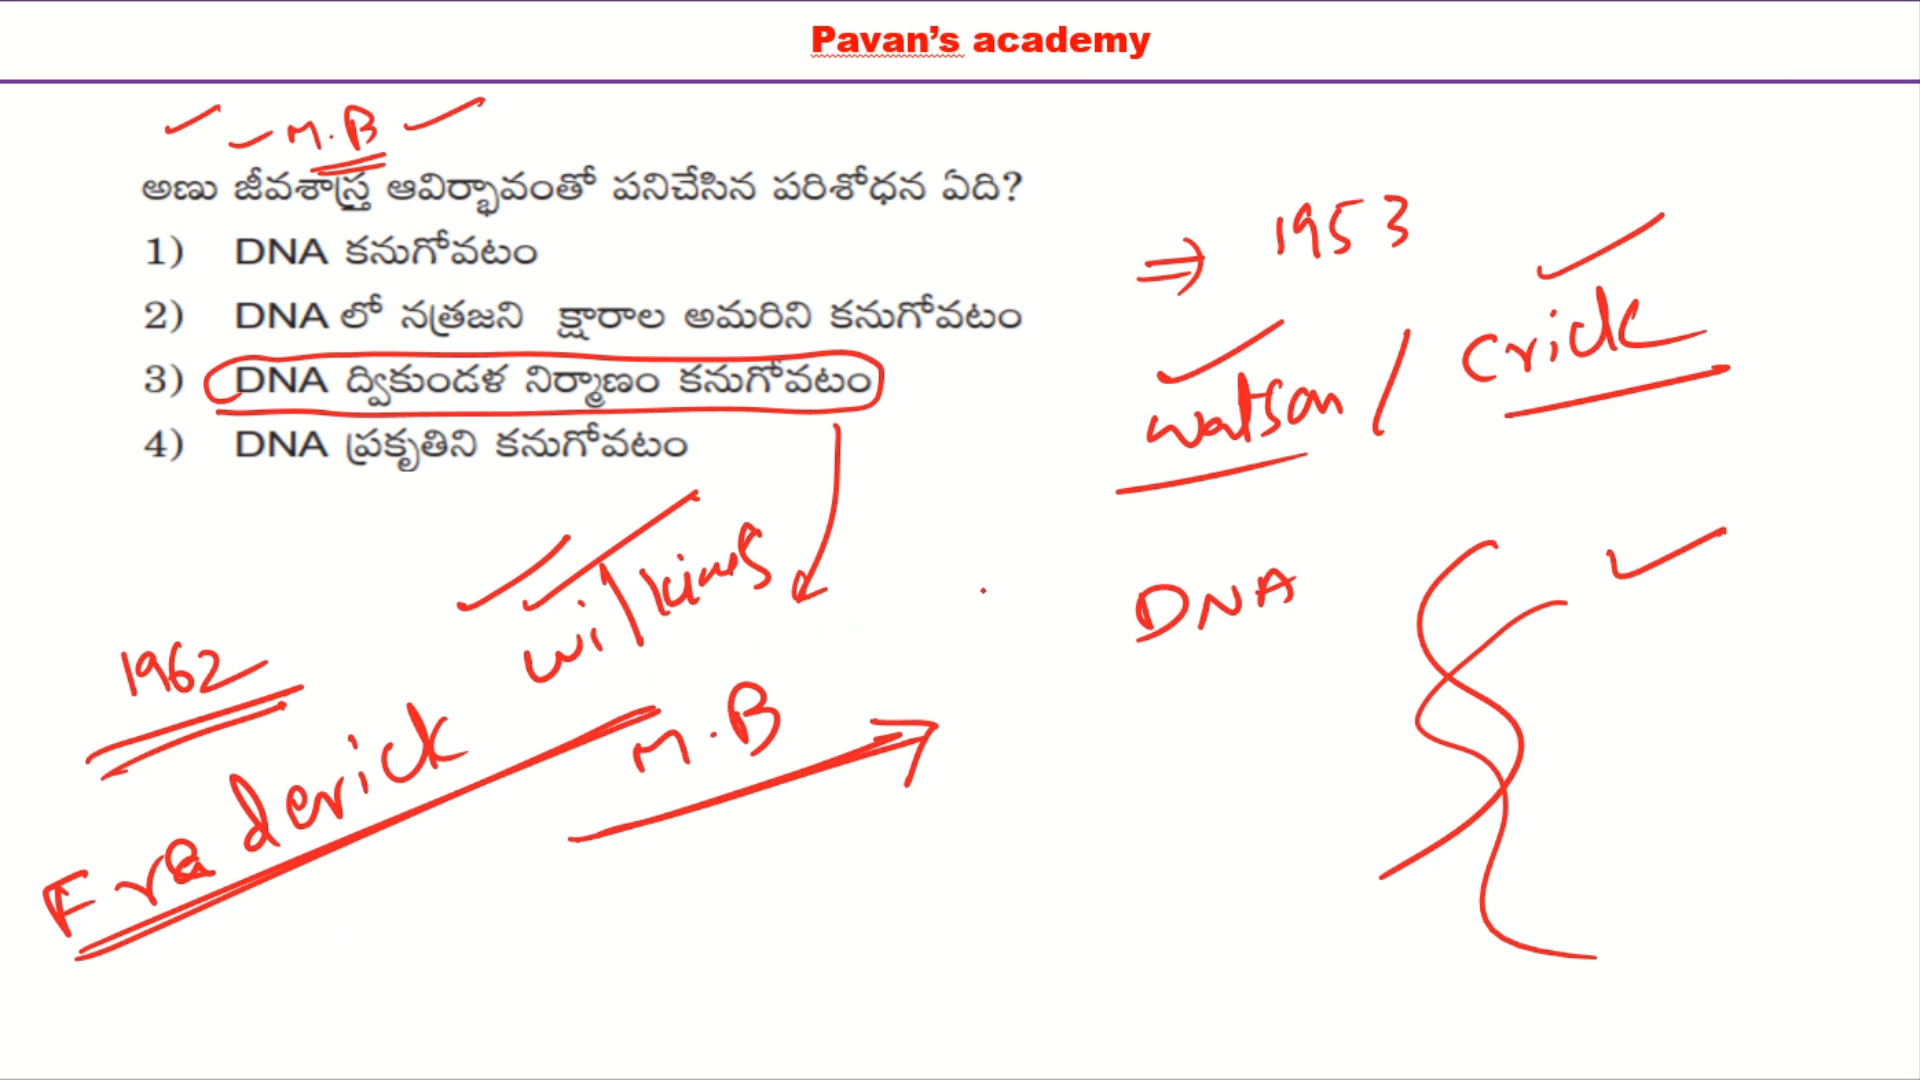 Pavan's academy
M.B
అణు జీవశాస్త్ర ఆవిర్భావంతో పనిచేసిన పరిశోధన ఏది?
1) DNA కనుగోవటం
2) DNA లో నత్రజని క్షారాల అమరిని కనుగోవటం
3) DNA ద్వికుండళ నిర్మాణం కనుగోవటం
4) DNA ప్రకృతిని కనుగోవటం
⇒ 1953
watson / crick
DNA
wilkins
1962
Frederick
M.B